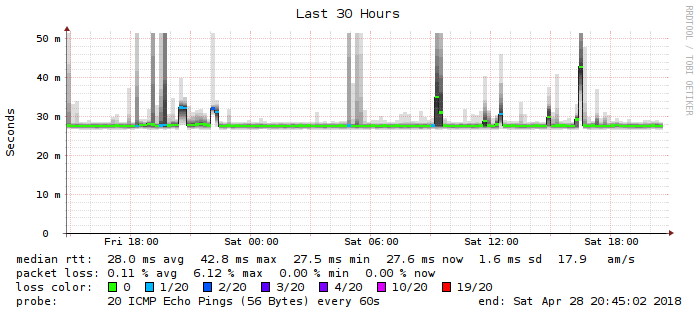 Last 30 Hours
RRDTOOL / TOBI OETIKER
Seconds
50 m
40 m
30 m
20 m
10 m
0
Fri 18:00 Sat 00:00 Sat 06:00 Sat 12:00 Sat 18:00
median rtt: 28.0 ms avg 42.8 ms max 27.5 ms min 27.6 ms now 1.6 ms sd 17.9 am/s
packet loss: 0.11 % avg 6.12 % max 0.00 % min 0.00 % now
loss color: 0 1/20 2/20 3/20 4/20 10/20 19/20
probe: 20 ICMP Echo Pings (56 Bytes) every 60s end: Sat Apr 28 20:45:02 2018